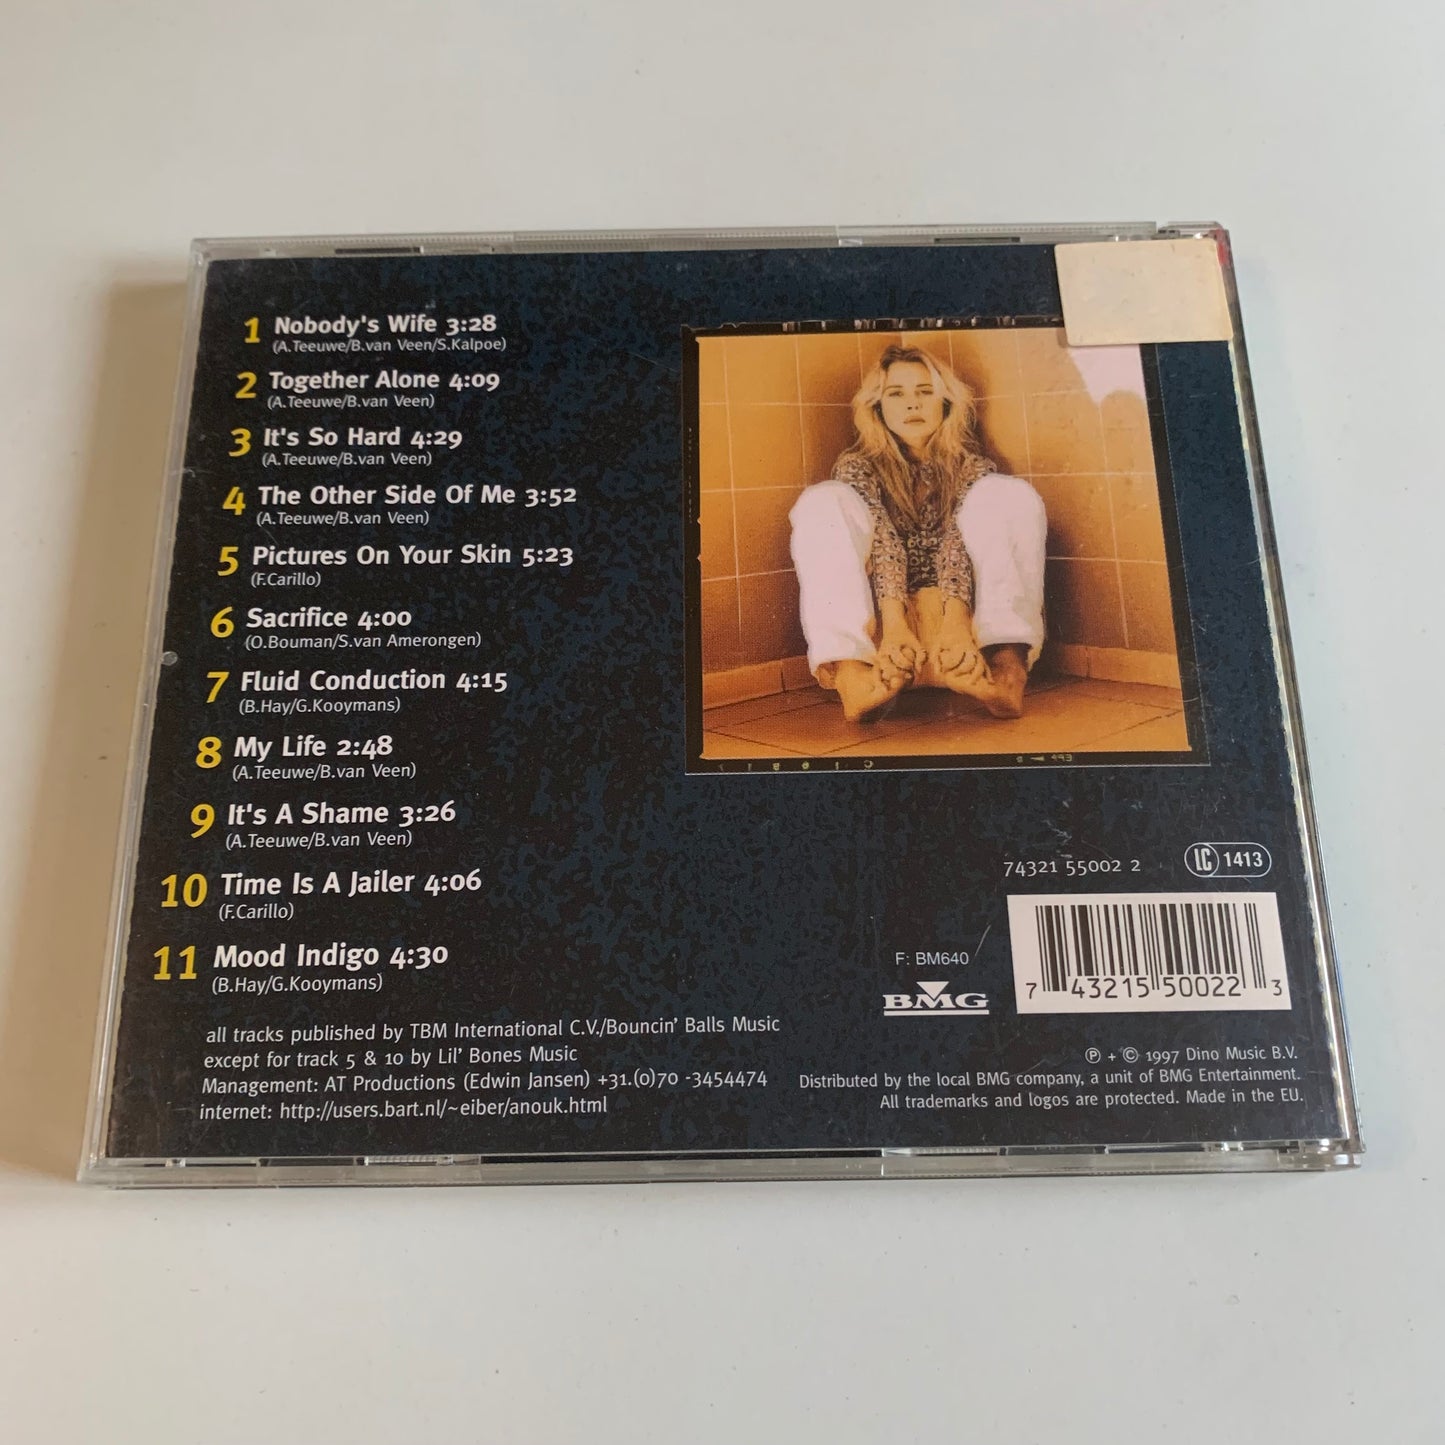 1 Nobody's Wife 3:28
(A.Teeuwe/B.van Veen/S.Kalpoe)
2 Together Alone 4:09
(A.Teeuwe/B.van Veen)
3 It's So Hard 4:29
(A.Teeuwe/B.van Veen)
4 The Other Side Of Me 3:52
(A.Teeuwe/B.van Veen)
5 Pictures On Your Skin 5:23
(F.Carillo)
6 Sacrifice 4:00
(O.Bouman/S.van Amerongen)
7 Fluid Conduction 4:15
(B.Hay/G.Kooymans)
8 My Life 2:48
(A.Teeuwe/B.van Veen)
9 It's A Shame 3:26
(A.Teeuwe/B.van Veen)
10 Time Is A Jailer 4:06
(F.Carillo)
11 Mood Indigo 4:30
(B.Hay/G.Kooymans)
all tracks published by TBM International C.V./Bouncin' Balls Music
except for track 5 & 10 by Lil' Bones Music
Management: AT Productions (Edwin Jansen) +31.(0)70 -3454474
internet: http://users.bart.nl/~eiber/anouk.html
74321 55002 2
LC 1413
F: BM640
BMG
7 43215 50022 3
℗ + © 1997 Dino Music B.V.
Distributed by the local BMG company, a unit of BMG Entertainment.
All trademarks and logos are protected. Made in the EU.